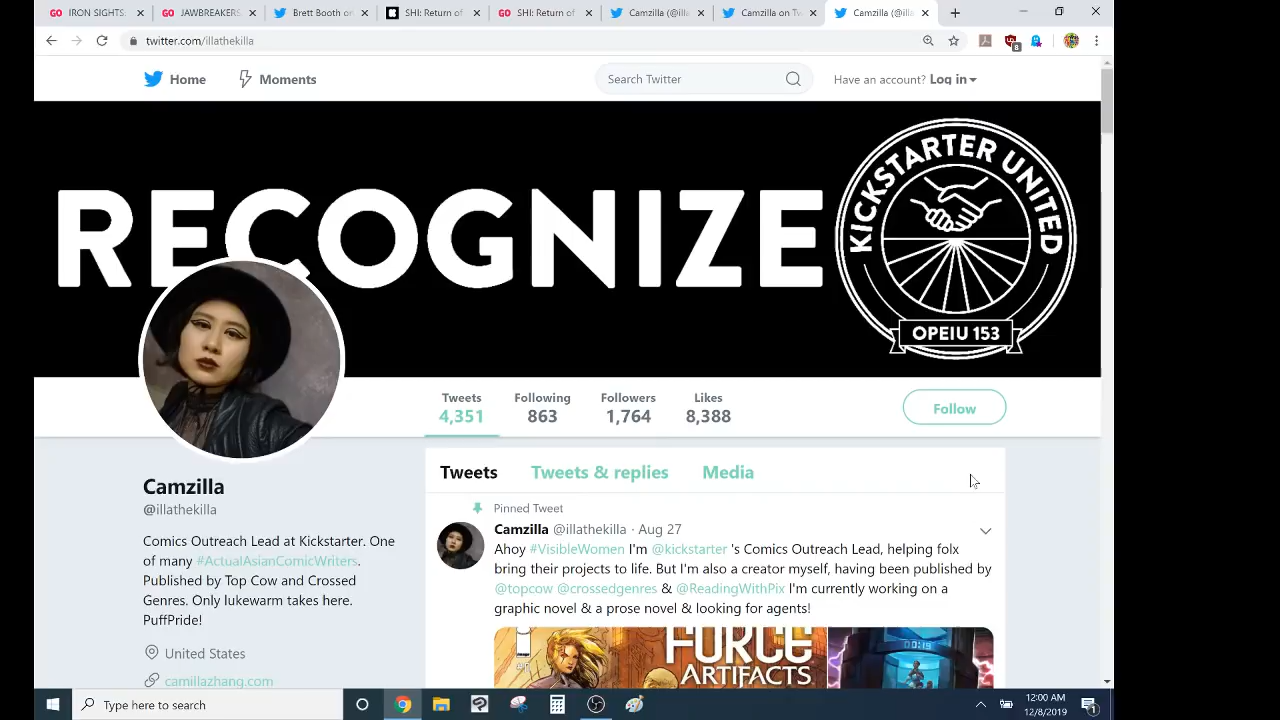 IRON SIGHTS:
JAWBREAKERS:
Brett Booth on
SHI: Return of
SHI: Return of
Camzilla (@illa
Camzilla on Tw
Camzilla (@illa
twitter.com/illathekilla
8
Home
Moments
Search Twitter
Have an account? Log in
RECOGNIZE
KICKSTARTER UNITED
OPEIU 153
Tweets
4,351
Following
863
Followers
1,764
Likes
8,388
Follow
Camzilla
@illathekilla
Comics Outreach Lead at Kickstarter. One
of many #ActualAsianComicWriters.
Published by Top Cow and Crossed
Genres. Only lukewarm takes here.
PuffPride!
United States
camillazhang.com
Tweets
Tweets & replies
Media
Pinned Tweet
Camzilla @illathekilla · Aug 27
Ahoy #VisibleWomen I'm @kickstarter 's Comics Outreach Lead, helping folx
bring their projects to life. But I'm also a creator myself, having been published by
@topcow @crossedgenres & @ReadingWithPix I'm currently working on a
graphic novel & a prose novel & looking for agents!
FORCE
ARTIFACTS
00:15
Type here to search
12:00 AM
12/8/2019
1